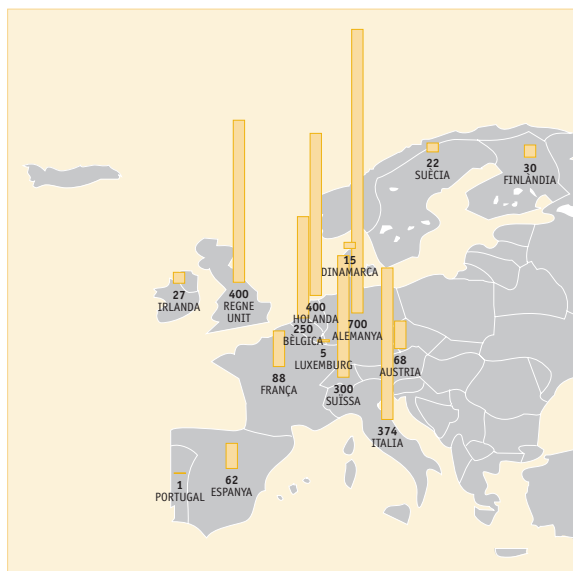 22
SUÈCIA
30
FINLÀNDIA
15
DINAMARCA
27
IRLANDA
400
REGNE
UNIT
400
HOLANDA
250
BÈLGICA
700
ALEMANYA
5
LUXEMBURG
68
AUSTRIA
88
FRANÇA
300
SUÏSSA
374
ITALIA
1
PORTUGAL
62
ESPANYA